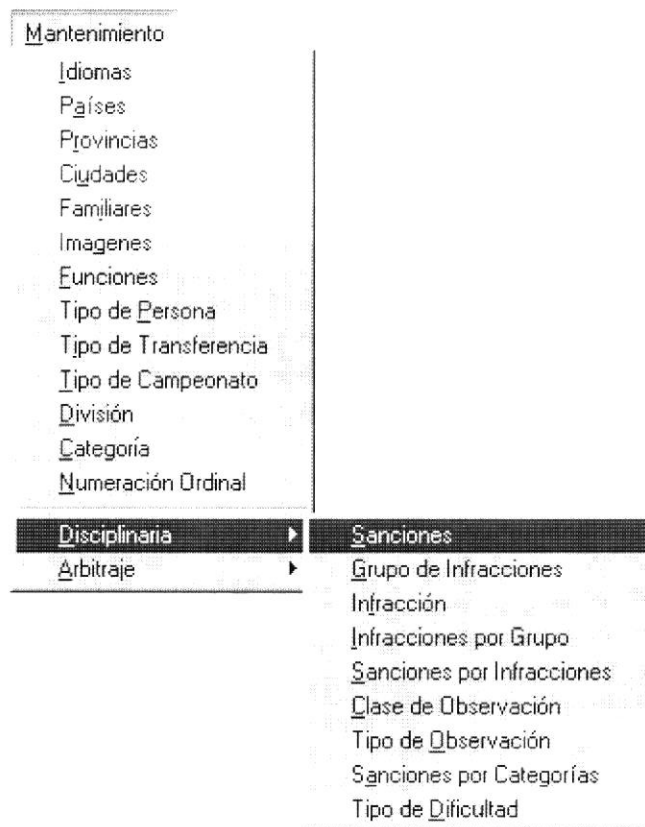 Mantenimiento
Idiomas
Países
Provincias
Ciudades
Familiares
Imagenes
Funciones
Tipo de Persona
Tipo de Transferencia
Tipo de Campeonato
División
Categoría
Numeración Ordinal
Disciplinaria
Arbitraje
Sanciones
Grupo de Infracciones
Infracción
Infracciones por Grupo
Sanciones por Infracciones
Clase de Observación
Tipo de Observación
Sanciones por Categorías
Tipo de Dificultad